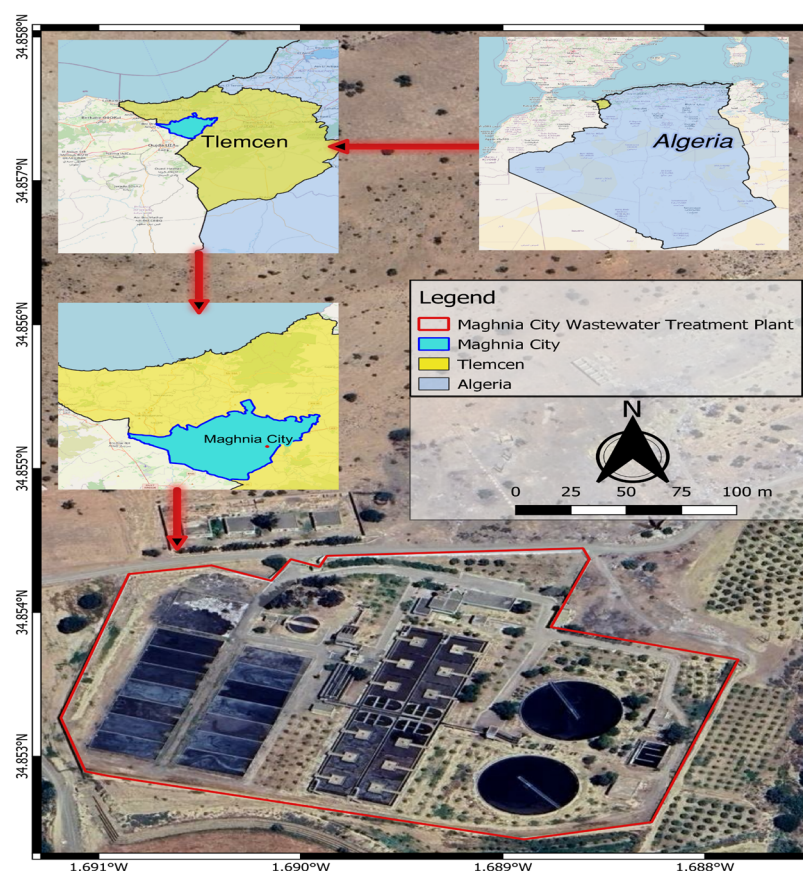 34.858°N
34.857°N
34.856°N
34.855°N
34.854°N
34.853°N
Tlemcen
Algeria
Maghnia City
Legend
Maghnia City Wastewater Treatment Plant
Maghnia City
Tlemcen
Algeria
N
0 25 50 75 100 m
1.691°W 1.690°W 1.689°W 1.688°W